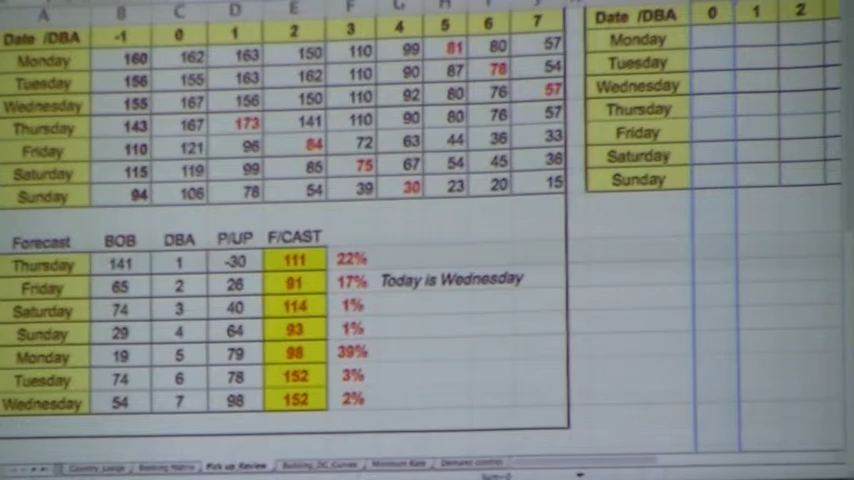 A B C D E F G H
Date /DBA -1 0 1 2 3 4 5 6 7
Monday 160 162 163 150 110 99 81 80 57
Tuesday 156 155 163 162 110 90 87 76 54
Wednesday 155 167 156 150 110 92 80 76 57
Thursday 143 167 173 141 110 90 80 76 57
Friday 110 121 96 84 72 63 44 36 33
Saturday 115 119 99 85 75 67 54 45 36
Sunday 94 106 78 54 39 30 23 20 15
Date /DBA 0 1 2
Monday
Tuesday
Wednesday
Thursday
Friday
Saturday
Sunday
Forecast BOB DBA P/UP F/CAST
Thursday 141 1 -30 111 22%
Friday 65 2 26 91 17% Today is Wednesday
Saturday 74 3 40 114 1%
Sunday 29 4 64 93 1%
Monday 19 5 79 98 39%
Tuesday 74 6 78 152 3%
Wednesday 54 7 98 152 2%
Pick up_Review Demand control